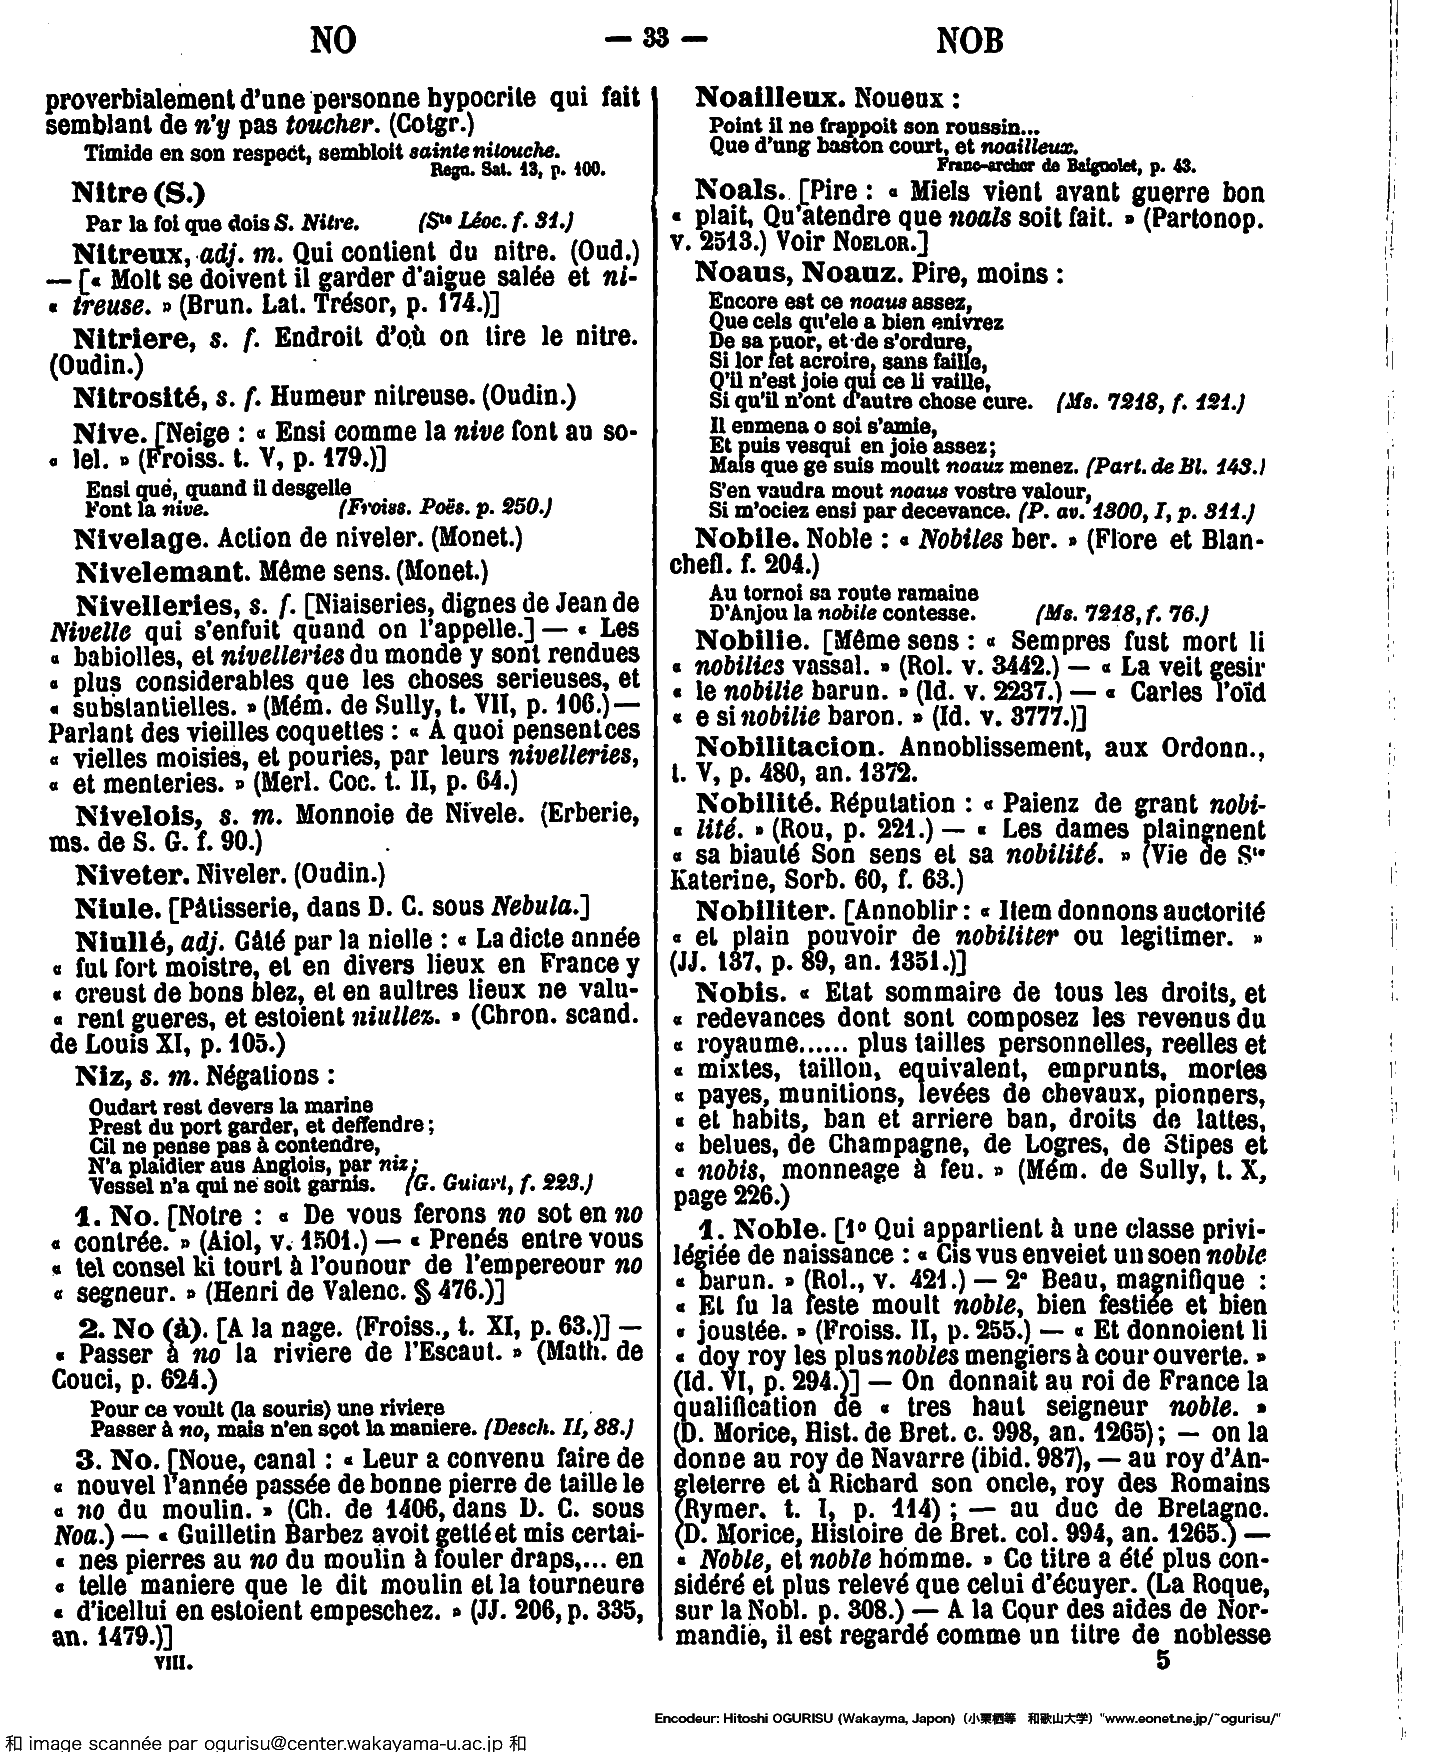 NO
— 33 —
NOB
proverbialement d'une personne hypocrite qui fait
semblant de n'y pas toucher. (Cotgr.)
Timide en son respect, sembloit sainte nitouche.
Regn. Sat. 13, p. 100.
Nitre (S.)
Par la foi que dois S. Nitre. (Ste Léoc. f. 31.)
Nitreux, adj. m. Qui contient du nitre. (Oud.)
— [« Molt se doivent il garder d'aigue salée et ni-
« treuse. » (Brun. Lat. Trésor, p. 174.)]
Nitriere, s. f. Endroit d'où on tire le nitre.
(Oudin.)
Nitrosité, s. f. Humeur nitreuse. (Oudin.)
Nive. [Neige : « Ensi comme la nive font au so-
« lel. » (Froiss. t. V, p. 179.)]
Ensi que, quand il desgelle
Font la nive. (Froiss. Poës. p. 250.)
Nivelage. Action de niveler. (Monet.)
Nivelemant. Même sens. (Monet.)
Nivelleries, s. f. [Niaiseries, dignes de Jean de
Nivelle qui s'enfuit quand on l'appelle.] — « Les
« babiolles, et nivelleries du monde y sont rendues
« plus considerables que les choses serieuses, et
« substantielles. » (Mém. de Sully, t. VII, p. 106.) —
Parlant des vieilles coquettes : « A quoi pensent ces
« vielles moisies, et pouries, par leurs nivelleries,
« et menteries. » (Merl. Coc. t. II, p. 64.)
Nivelois, s. m. Monnoie de Nivele. (Erberie,
ms. de S. G. f. 90.)
Niveter. Niveler. (Oudin.)
Niule. [Pâtisserie, dans D. C. sous Nebula.]
Niullé, adj. Gâté par la nielle : « La dicte année
« fut fort moistre, et en divers lieux en France y
« creust de bons blez, et en aultres lieux ne valu-
« rent gueres, et estoient niullez. » (Chron. scand.
de Louis XI, p. 105.)
Niz, s. m. Négations :
Oudart rest devers la marine
Prest du port garder, et deffendre ;
Cil ne pense pas à contendre,
N'a plaidier aus Anglois, par niz ;
Vessel n'a qui ne soit garnis. (G. Guiart, f. 223.)
1. No. [Notre : « De vous ferons no sot en no
« contrée. » (Aiol, v. 1501.) — « Prenés entre vous
« tel consel ki tourt à l'ounour de l'empereour no
« segneur. » (Henri de Valenc. § 476.)]
2. No (à). [A la nage. (Froiss., t. XI, p. 63.)] —
« Passer à no la riviere de l'Escaut. » (Math. de
Couci, p. 624.)
Pour ce voult (la souris) une riviere
Passer à no, mais n'en sçot la maniere. (Desch. II, 88.)
3. No. [Noue, canal : « Leur a convenu faire de
« nouvel l'année passée de bonne pierre de taille le
« no du moulin. » (Ch. de 1406, dans D. C. sous
Noa.) — « Guilletin Barbez avoit getté et mis certai-
« nes pierres au no du moulin à fouler draps,... en
« telle maniere que le dit moulin et la tourneure
« d'icellui en estoient empeschez. » (JJ. 206, p. 335,
an. 1479.)]
VIII.
Noailleux. Noueux :
Point il ne frappoit son roussin...
Que d'ung baston court, et noailleux.
Franc-archer de Baignolet, p. 43.
Noals. [Pire : « Miels vient avant guerre bon
« plait, Qu'atendre que noals soit fait. » (Partonop.
v. 2513.) Voir NOELOR.]
Noaus, Noauz. Pire, moins :
Encore est ce noaus assez,
Que cels qu'ele a bien enivrez
De sa puor, et de s'ordure,
Si lor fet acroire, sans faille,
Q'il n'est joie qui ce li vaille,
Si qu'il n'ont d'autre chose cure. (Ms. 7218, f. 121.)
Il enmena o soi s'amie,
Et puis vesqui en joie assez ;
Mais que ge suis moult noauz menez. (Part. de Bl. 143.)
S'en vaudra mout noaus vostre valour,
Si m'ociez ensi par decevance. (P. av. 1300, I, p. 311.)
Nobile. Noble : « Nobiles ber. » (Flore et Blan-
chefl. f. 204.)
Au tornoi sa route ramaine
D'Anjou la nobile contesse. (Ms. 7218, f. 76.)
Nobilie. [Même sens : « Sempres fust mort li
« nobilies vassal. » (Rol. v. 3442.) — « La veit gesir
« le nobilie barun. » (Id. v. 2237.) — « Carles l'oïd
« e si nobilie baron. » (Id. v. 3777.)]
Nobilitacion. Annoblissement, aux Ordonn.,
t. V, p. 480, an. 1372.
Nobilité. Réputation : « Paienz de grant nobi-
« lité. » (Rou, p. 221.) — « Les dames plaingnent
« sa biauté Son sens et sa nobilité. » (Vie de Ste
Katerine, Sorb. 60, f. 63.)
Nobiliter. [Annoblir : « Item donnons auctorité
« et plain pouvoir de nobiliter ou legitimer. »
(JJ. 137, p. 89, an. 1351.)]
Nobis. « Etat sommaire de tous les droits, et
« redevances dont sont composez les revenus du
« royaume...... plus tailles personnelles, reelles et
« mixtes, taillon, equivalent, emprunts, mortes
« payes, munitions, levées de chevaux, pionners,
« et habits, ban et arriere ban, droits de lattes,
« belues, de Champagne, de Logres, de Stipes et
« nobis, monneage à feu. » (Mém. de Sully, t. X,
page 226.)
1. Noble. [1º Qui appartient à une classe privi-
légiée de naissance : « Cis vus enveiet un soen noble
« barun. » (Rol., v. 421.) — 2º Beau, magnifique :
« Et fu la feste moult noble, bien festiée et bien
« joustée. » (Froiss. II, p. 255.) — « Et donnoient li
« doy roy les plus nobles mengiers à cour ouverte. »
(Id. VI, p. 294.)] — On donnait au roi de France la
qualification de « tres haut seigneur noble. »
(D. Morice, Hist. de Bret. c. 998, an. 1265) ; — on la
donne au roy de Navarre (ibid. 987), — au roy d'An-
gleterre et à Richard son oncle, roy des Romains
(Rymer. t. I, p. 114) ; — au duc de Bretagne.
(D. Morice, Histoire de Bret. col. 994, an. 1265.) —
« Noble, et noble homme. » Ce titre a été plus con-
sidéré et plus relevé que celui d'écuyer. (La Roque,
sur la Nobl. p. 308.) — A la Cour des aides de Nor-
mandie, il est regardé comme un titre de noblesse
5
Encodeur: Hitoshi OGURISU (Wakayma, Japon) (小栗栖等 和歌山大学) "www.eonet.ne.jp/~ogurisu/"
和 image scannée par ogurisu@center.wakayama-u.ac.jp 和